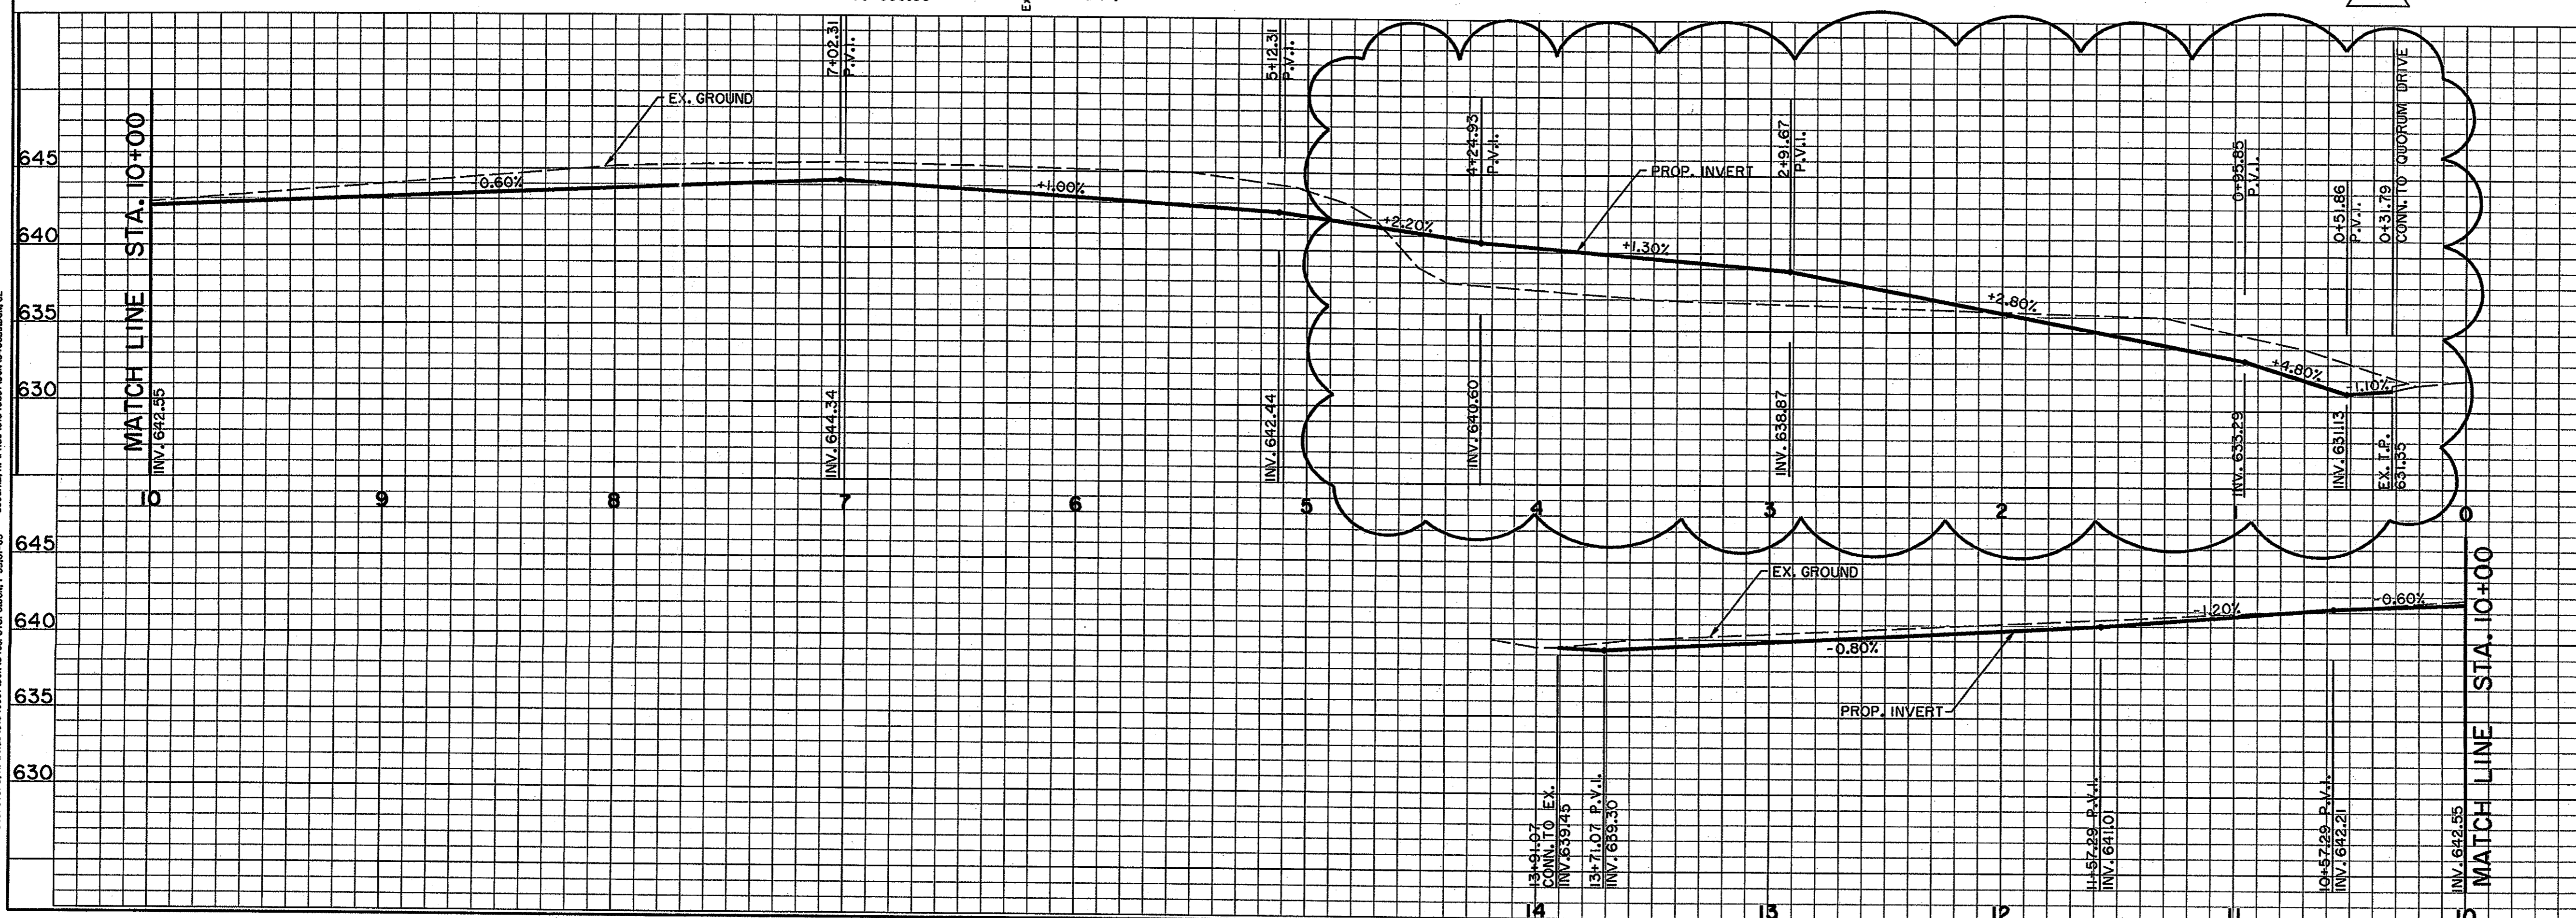 EX
7+02.31
P.V.I.
5+12.31
P.V.I.
4+24.93
P.V.I.
2+91.67
P.V.I.
0+95.85
P.V.I.
0+51.86
P.V.I.
0+31.79
CONN. TO QUORUM DRIVE
EX. GROUND
PROP. INVERT
645
640
635
630
MATCH LINE STA. 10+00
0.60%
+1.00%
+2.20%
+1.30%
+2.80%
+4.80%
-1.10%
INV. 642.55
INV. 644.34
INV. 642.44
INV. 640.60
INV. 638.87
INV. 633.29
INV. 631.13
EX. T.P.
631.35
10 9 8 7 6 5 4 3 2 1 0
645
640
635
630
EX. GROUND
-0.80%
-1.20%
-0.60%
PROP. INVERT
13+91.07
CONN. TO EX.
INV. 639.45
13+71.07 P.V.I.
INV. 639.30
11+57.29 P.V.I.
INV. 641.01
10+57.29 P.V.I.
INV. 642.21
INV. 642.55
MATCH LINE STA. 10+00
14 13 12 11 10